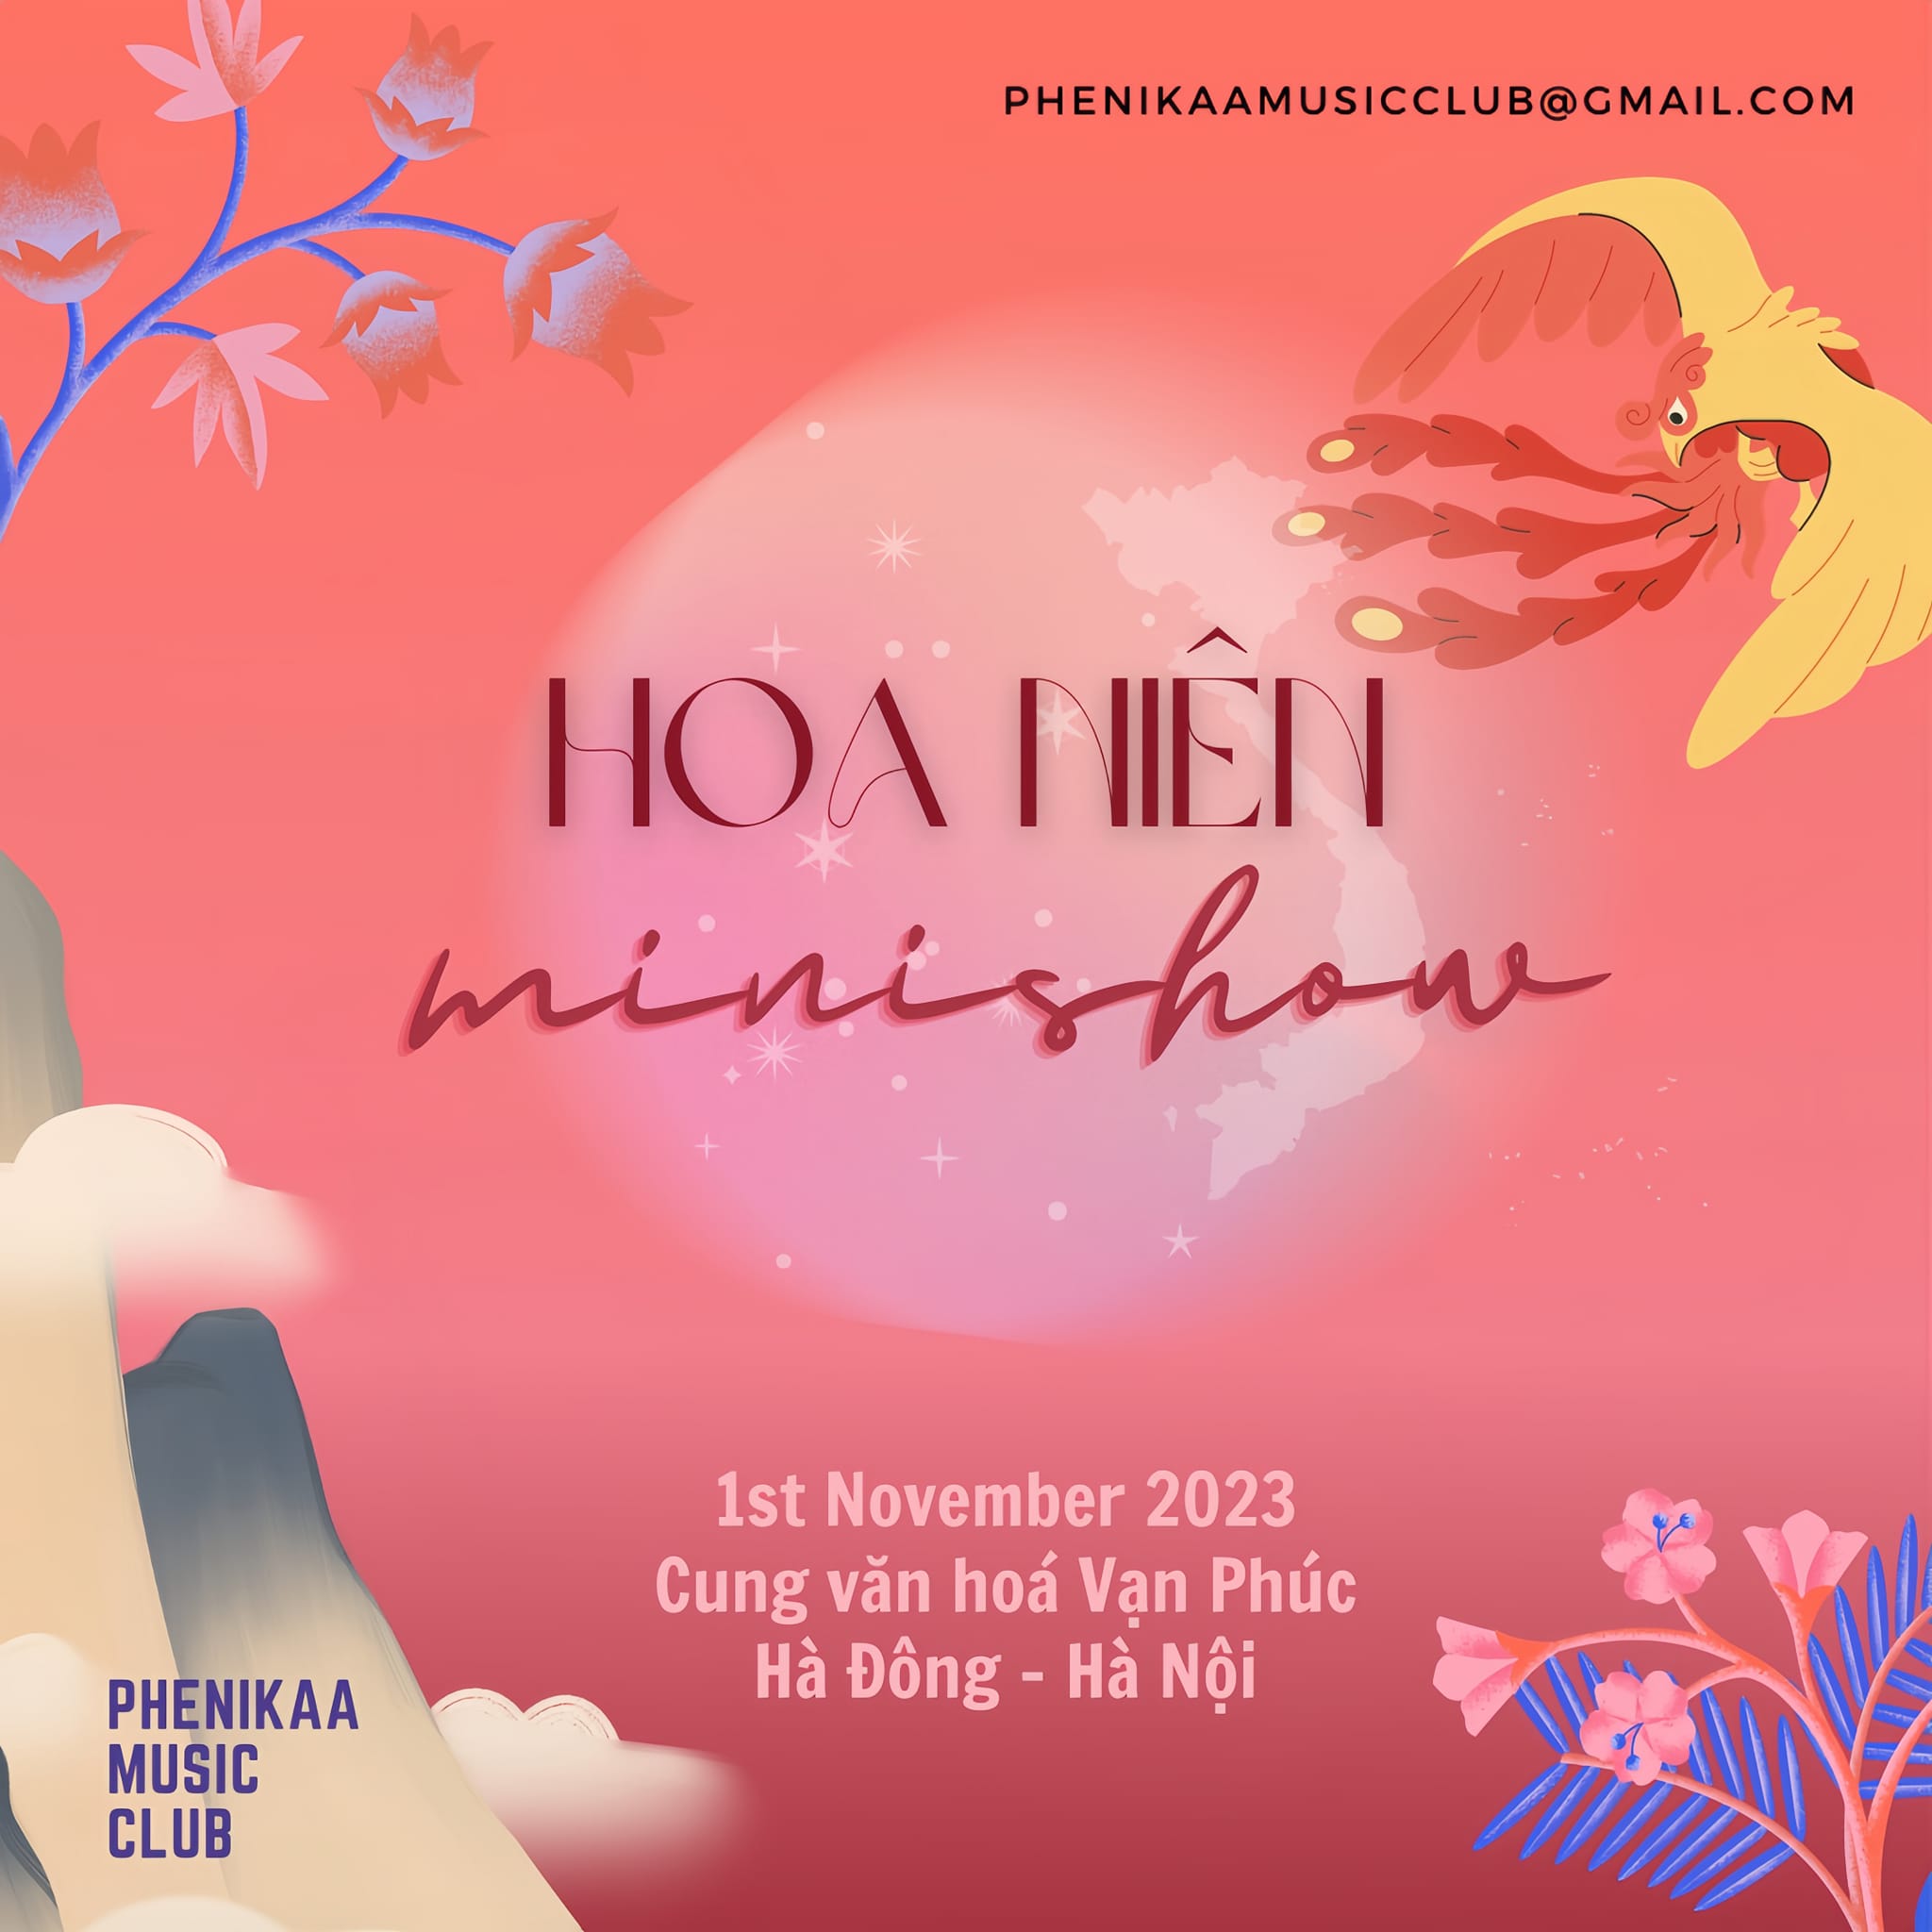 PHENIKAAMUSICCLUB@GMAIL.COM
HOA NIÊN
minishow
1st November 2023
Cung văn hoá Vạn Phúc
Hà Đông - Hà Nội
PHENIKAA
MUSIC
CLUB